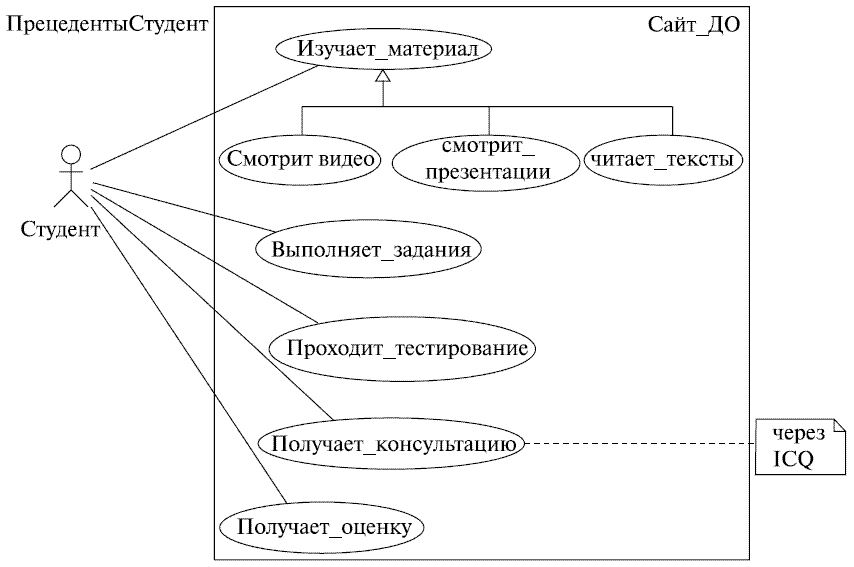 ПрецедентыСтудент
Сайт_ДО
Изучает_материал
Смотрит видео
смотрит_
презентации
читает_тексты
Студент
Выполняет_задания
Проходит_тестирование
Получает_консультацию
через
ICQ
Получает_оценку